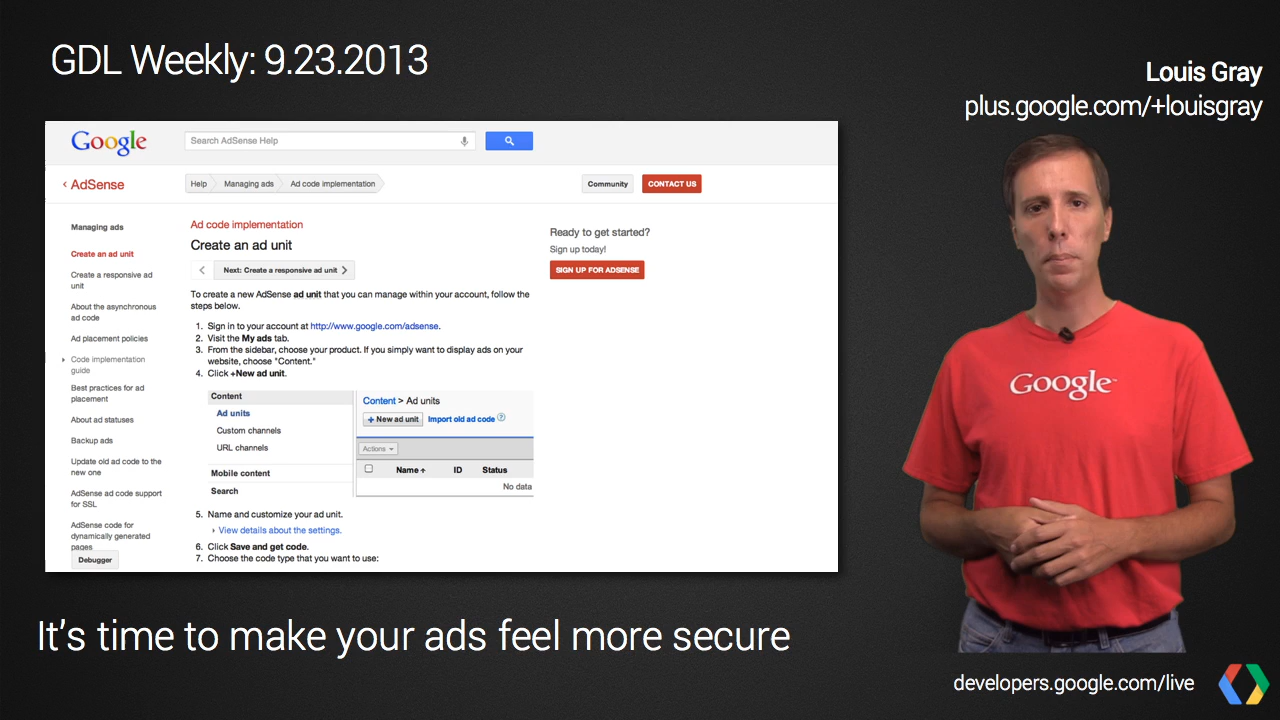 GDL Weekly: 9.23.2013
Louis Gray
plus.google.com/+louisgray
Google
Search AdSense Help
‹ AdSense
Help
Managing ads
Ad code implementation
Community
CONTACT US
Managing ads
Create an ad unit
Create a responsive ad
unit
About the asynchronous
ad code
Ad placement policies
Code implementation
guide
Best practices for ad
placement
About ad statuses
Backup ads
Update old ad code to the
new one
AdSense ad code support
for SSL
AdSense code for
dynamically generated
pages
Debugger
Ad code implementation
Create an ad unit
Next: Create a responsive ad unit
To create a new AdSense ad unit that you can manage within your account, follow the
steps below.
1. Sign in to your account at http://www.google.com/adsense.
2. Visit the My ads tab.
3. From the sidebar, choose your product. If you simply want to display ads on your
website, choose "Content."
4. Click +New ad unit.
Content
Ad units
Custom channels
URL channels
Mobile content
Search
Content > Ad units
+ New ad unit
Import old ad code ?
Actions
Name ID Status
No data
5. Name and customize your ad unit.
View details about the settings.
6. Click Save and get code.
7. Choose the code type that you want to use:
Ready to get started?
Sign up today!
SIGN UP FOR ADSENSE
Google™
It's time to make your ads feel more secure
developers.google.com/live